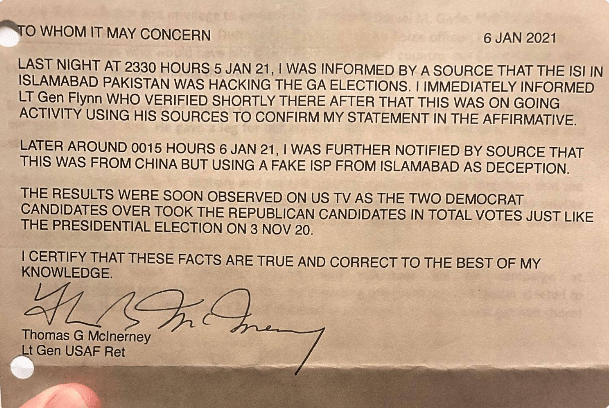 TO WHOM IT MAY CONCERN 6 JAN 2021
LAST NIGHT AT 2330 HOURS 5 JAN 21, I WAS INFORMED BY A SOURCE THAT THE ISI IN
ISLAMABAD PAKISTAN WAS HACKING THE GA ELECTIONS. I IMMEDIATELY INFORMED
LT Gen Flynn WHO VERIFIED SHORTLY THERE AFTER THAT THIS WAS ON GOING
ACTIVITY USING HIS SOURCES TO CONFIRM MY STATEMENT IN THE AFFIRMATIVE.
LATER AROUND 0015 HOURS 6 JAN 21, I WAS FURTHER NOTIFIED BY SOURCE THAT
THIS WAS FROM CHINA BUT USING A FAKE ISP FROM ISLAMABAD AS DECEPTION.
THE RESULTS WERE SOON OBSERVED ON US TV AS THE TWO DEMOCRAT
CANDIDATES OVER TOOK THE REPUBLICAN CANDIDATES IN TOTAL VOTES JUST LIKE
THE PRESIDENTIAL ELECTION ON 3 NOV 20.
I CERTIFY THAT THESE FACTS ARE TRUE AND CORRECT TO THE BEST OF MY
KNOWLEDGE.
Thomas G McInerney
Lt Gen USAF Ret